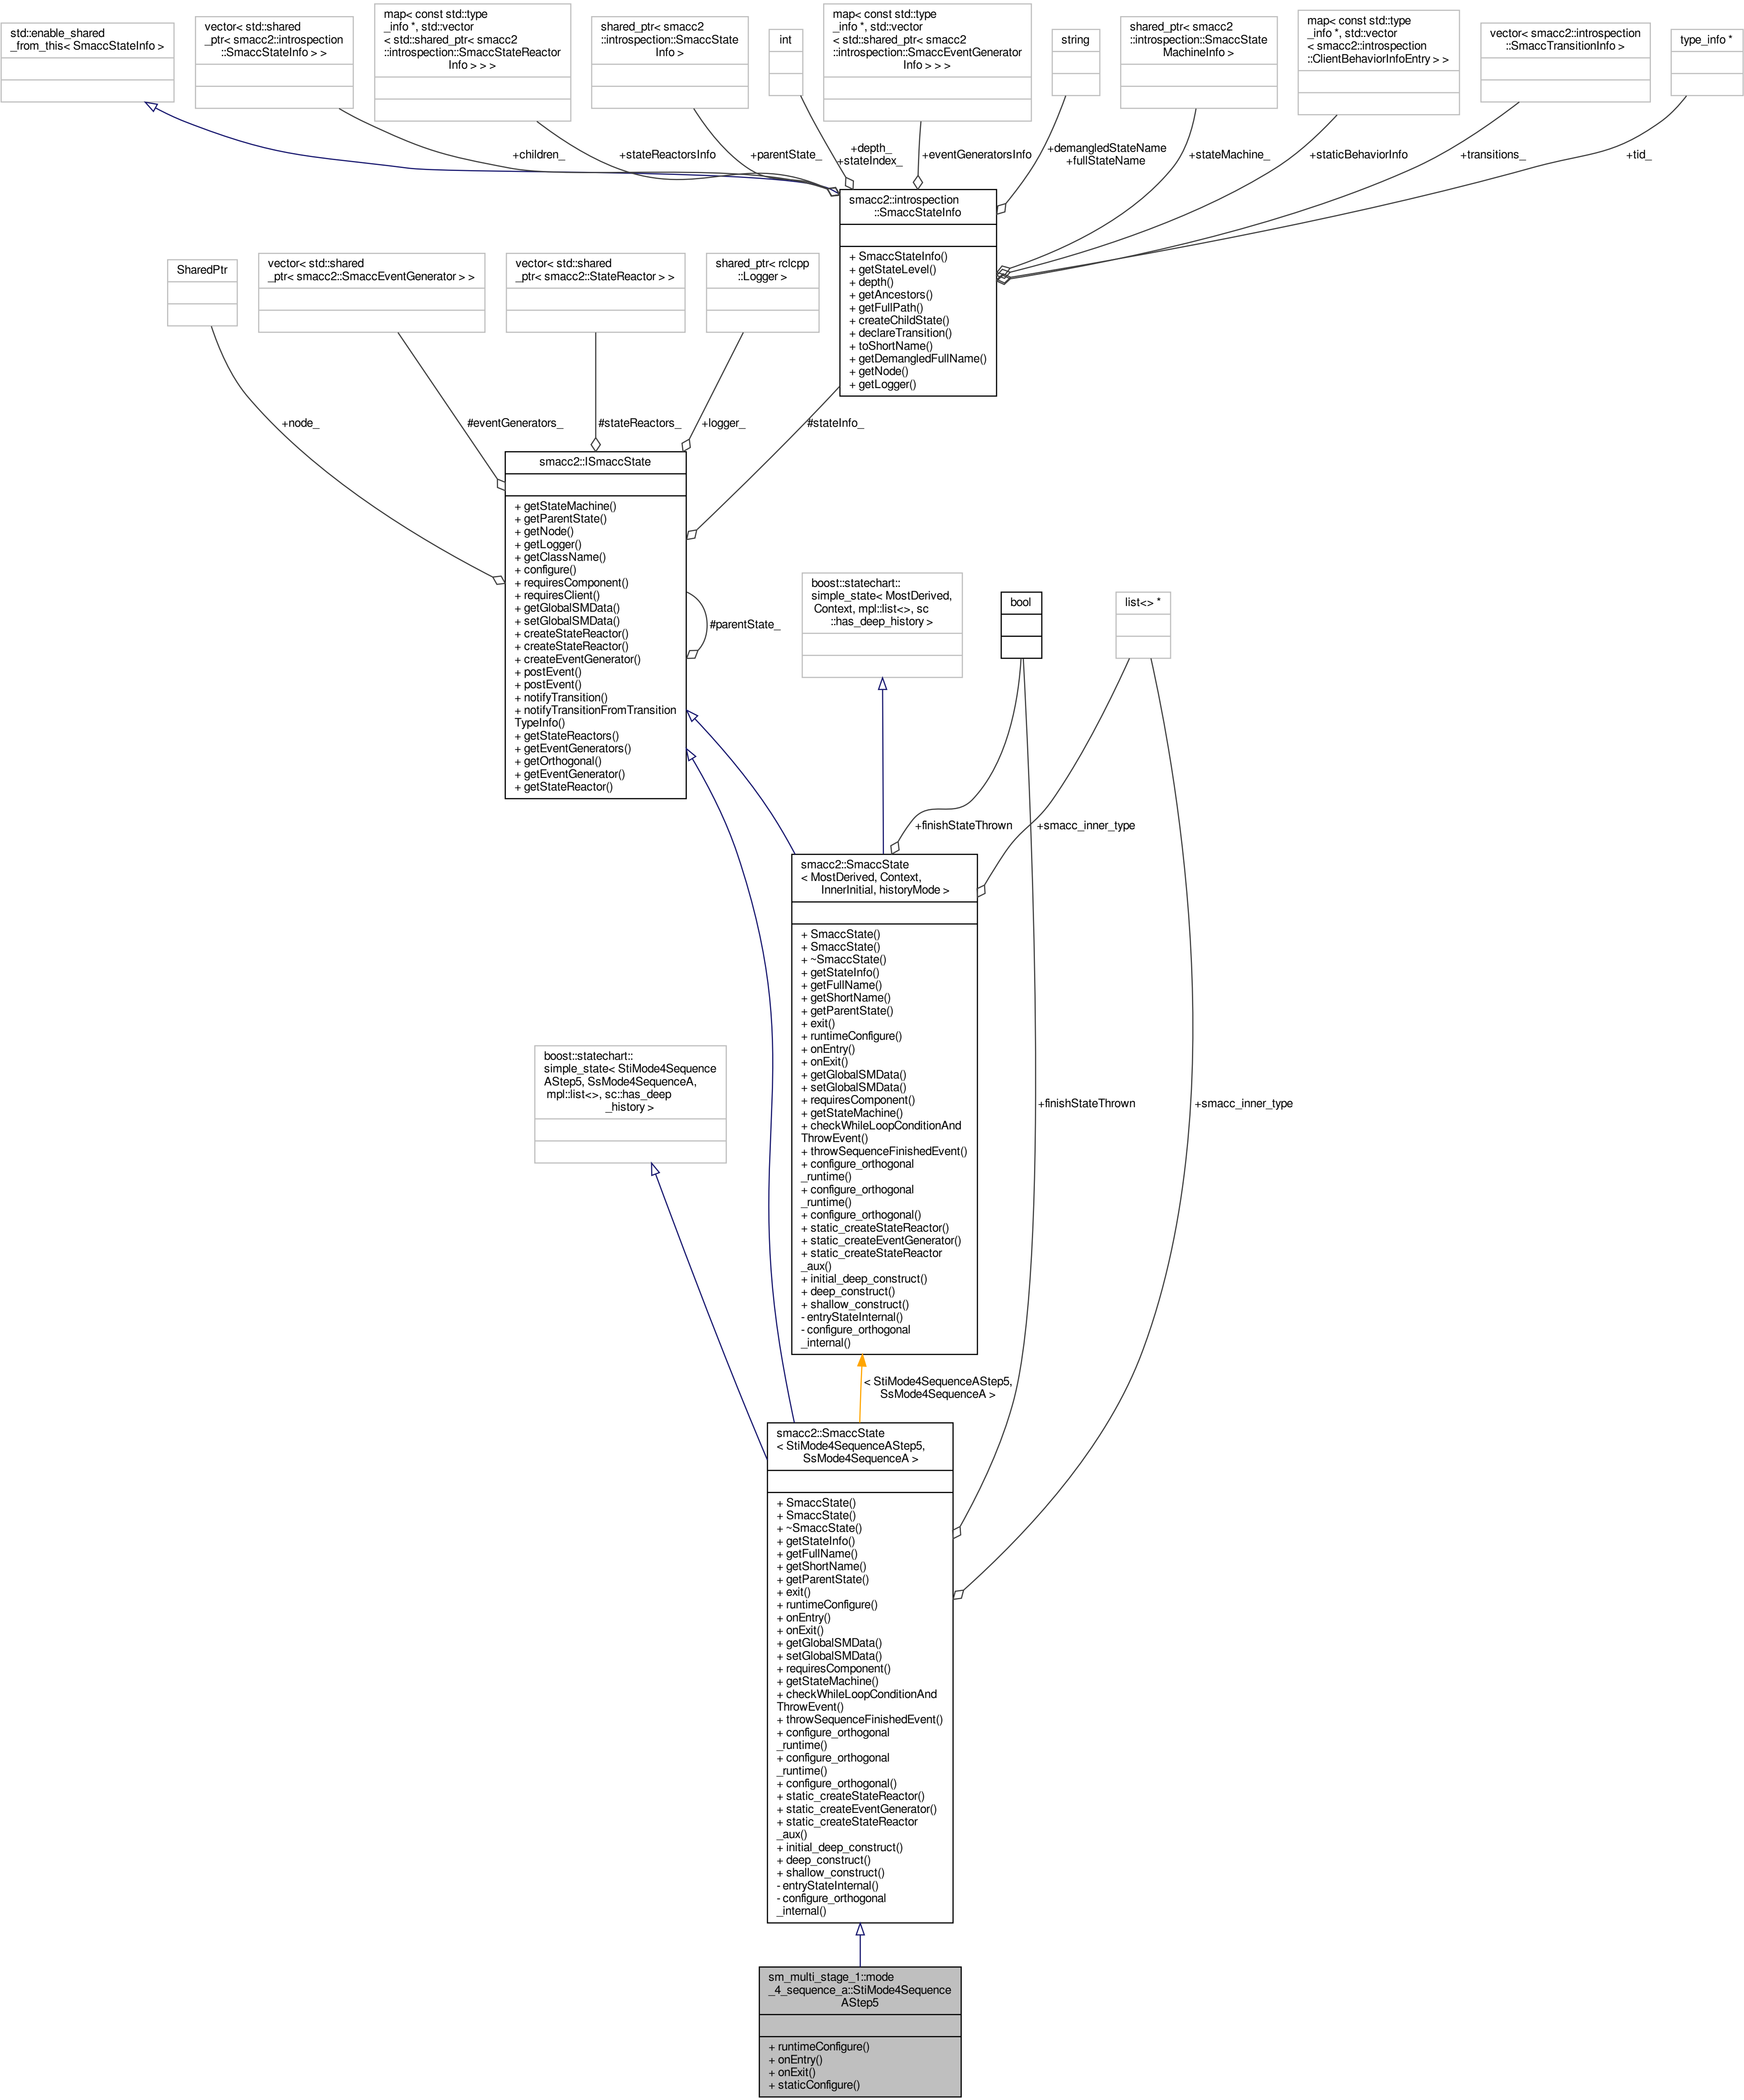 std::enable_shared
_from_this< SmaccStateInfo >
vector< std::shared
_ptr< smacc2::introspection
::SmaccStateInfo > >
map< const std::type
_info *, std::vector
< std::shared_ptr< smacc2
::introspection::SmaccStateReactor
Info > > >
shared_ptr< smacc2
::introspection::SmaccState
Info >
int
map< const std::type
_info *, std::vector
< std::shared_ptr< smacc2
::introspection::SmaccEventGenerator
Info > > >
string
shared_ptr< smacc2
::introspection::SmaccState
MachineInfo >
map< const std::type
_info *, std::vector
< smacc2::introspection
::ClientBehaviorInfoEntry > >
vector< smacc2::introspection
::SmaccTransitionInfo >
type_info *
+children_
+stateReactorsInfo
+parentState_
+depth_
+stateIndex_
+eventGeneratorsInfo
+demangledStateName
+fullStateName
+stateMachine_
+staticBehaviorInfo
+transitions_
+tid_
smacc2::introspection
::SmaccStateInfo
+ SmaccStateInfo()
+ getStateLevel()
+ depth()
+ getAncestors()
+ getFullPath()
+ createChildState()
+ declareTransition()
+ toShortName()
+ getDemangledFullName()
+ getNode()
+ getLogger()
SharedPtr
vector< std::shared
_ptr< smacc2::SmaccEventGenerator > >
vector< std::shared
_ptr< smacc2::StateReactor > >
shared_ptr< rclcpp
::Logger >
+node_
#eventGenerators_
#stateReactors_
+logger_
#stateInfo_
smacc2::ISmaccState
+ getStateMachine()
+ getParentState()
+ getNode()
+ getLogger()
+ getClassName()
+ configure()
+ requiresComponent()
+ requiresClient()
+ getGlobalSMData()
+ setGlobalSMData()
+ createStateReactor()
+ createStateReactor()
+ createEventGenerator()
+ postEvent()
+ postEvent()
+ notifyTransition()
+ notifyTransitionFromTransition
TypeInfo()
+ getStateReactors()
+ getEventGenerators()
+ getOrthogonal()
+ getEventGenerator()
+ getStateReactor()
#parentState_
boost::statechart::
simple_state< MostDerived,
Context, mpl::list<>, sc
::has_deep_history >
bool
list<> *
+finishStateThrown
+smacc_inner_type
smacc2::SmaccState
< MostDerived, Context,
InnerInitial, historyMode >
+ SmaccState()
+ SmaccState()
+ ~SmaccState()
+ getStateInfo()
+ getFullName()
+ getShortName()
+ getParentState()
+ exit()
+ runtimeConfigure()
+ onEntry()
+ onExit()
+ getGlobalSMData()
+ setGlobalSMData()
+ requiresComponent()
+ getStateMachine()
+ checkWhileLoopConditionAnd
ThrowEvent()
+ throwSequenceFinishedEvent()
+ configure_orthogonal
_runtime()
+ configure_orthogonal
_runtime()
+ configure_orthogonal()
+ static_createStateReactor()
+ static_createEventGenerator()
+ static_createStateReactor
_aux()
+ initial_deep_construct()
+ deep_construct()
+ shallow_construct()
- entryStateInternal()
- configure_orthogonal
_internal()
boost::statechart::
simple_state< StiMode4Sequence
AStep5, SsMode4SequenceA,
mpl::list<>, sc::has_deep
_history >
+finishStateThrown
+smacc_inner_type
< StiMode4SequenceAStep5,
SsMode4SequenceA >
smacc2::SmaccState
< StiMode4SequenceAStep5,
SsMode4SequenceA >
+ SmaccState()
+ SmaccState()
+ ~SmaccState()
+ getStateInfo()
+ getFullName()
+ getShortName()
+ getParentState()
+ exit()
+ runtimeConfigure()
+ onEntry()
+ onExit()
+ getGlobalSMData()
+ setGlobalSMData()
+ requiresComponent()
+ getStateMachine()
+ checkWhileLoopConditionAnd
ThrowEvent()
+ throwSequenceFinishedEvent()
+ configure_orthogonal
_runtime()
+ configure_orthogonal
_runtime()
+ configure_orthogonal()
+ static_createStateReactor()
+ static_createEventGenerator()
+ static_createStateReactor
_aux()
+ initial_deep_construct()
+ deep_construct()
+ shallow_construct()
- entryStateInternal()
- configure_orthogonal
_internal()
sm_multi_stage_1::mode
_4_sequence_a::StiMode4Sequence
AStep5
+ runtimeConfigure()
+ onEntry()
+ onExit()
+ staticConfigure()